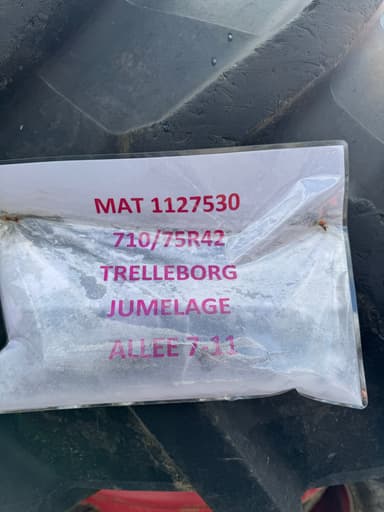 MAT 1127530
710/75R42
TRELLEBORG
JUMELAGE
ALLEE 7-11